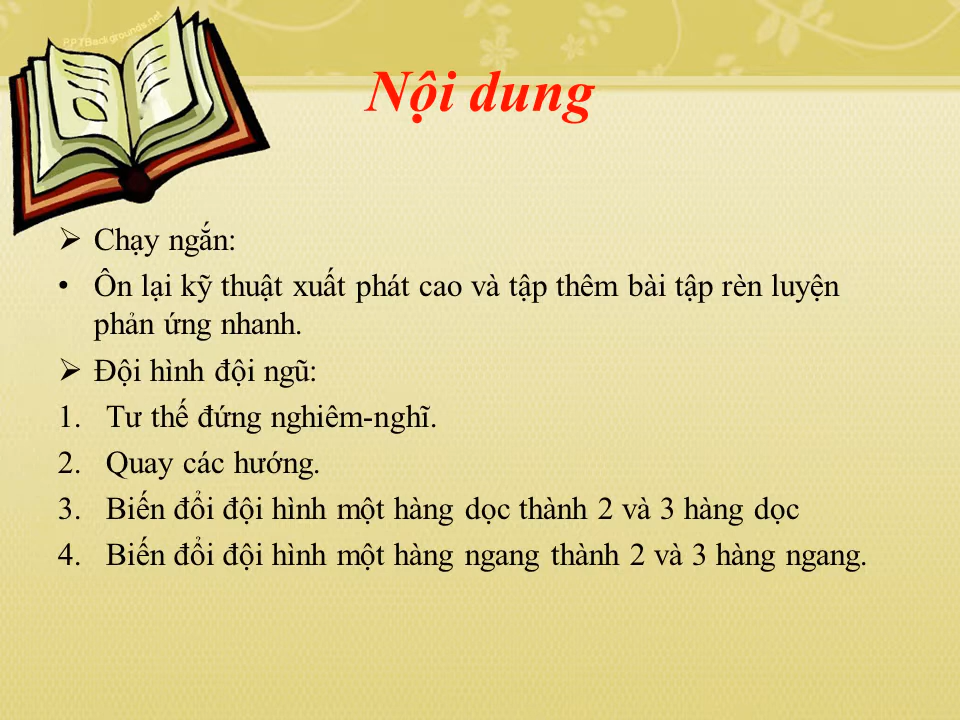 PPTBackgrounds.net
Nội dung
➢ Chạy ngắn:
• Ôn lại kỹ thuật xuất phát cao và tập thêm bài tập rèn luyện
phản ứng nhanh.
➢ Đội hình đội ngũ:
1. Tư thế đứng nghiêm-nghĩ.
2. Quay các hướng.
3. Biến đổi đội hình một hàng dọc thành 2 và 3 hàng dọc
4. Biến đổi đội hình một hàng ngang thành 2 và 3 hàng ngang.